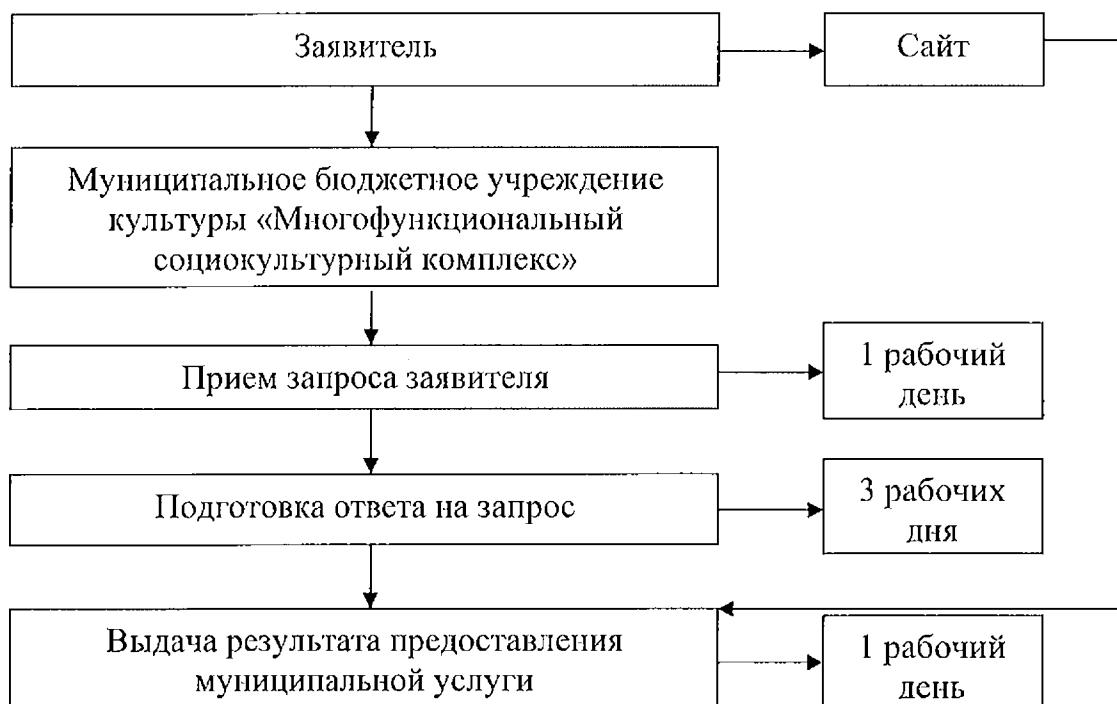 Заявитель
Сайт
Муниципальное бюджетное учреждение
культуры «Многофункциональный
социокультурный комплекс»
Прием запроса заявителя
1 рабочий
день
Подготовка ответа на запрос
3 рабочих
дня
Выдача результата предоставления
муниципальной услуги
1 рабочий
день